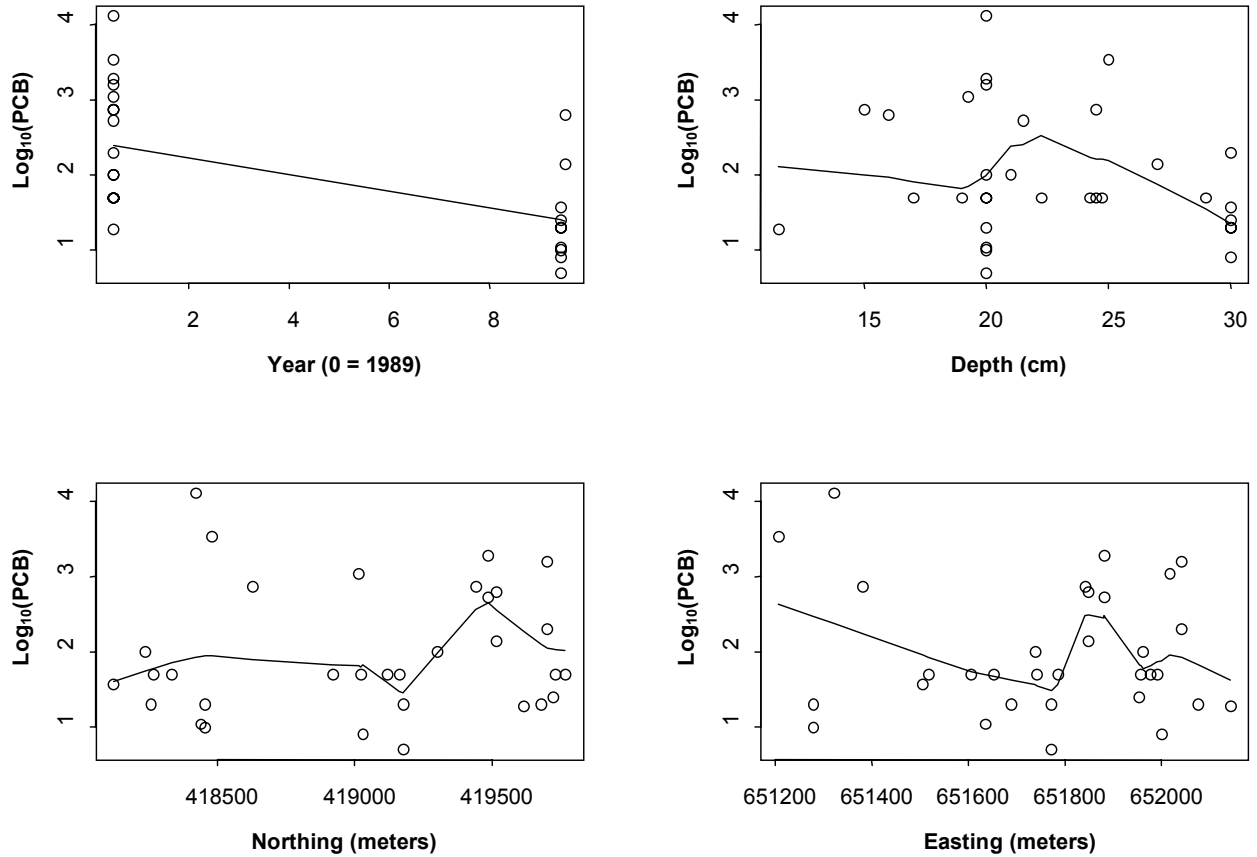 Log₁₀(PCB)
4
3
2
1
2 4 6 8
Year (0 = 1989)
Log₁₀(PCB)
4
3
2
1
15 20 25 30
Depth (cm)
Log₁₀(PCB)
4
3
2
1
418500 419000 419500
Northing (meters)
Log₁₀(PCB)
4
3
2
1
651200 651400 651600 651800 652000
Easting (meters)